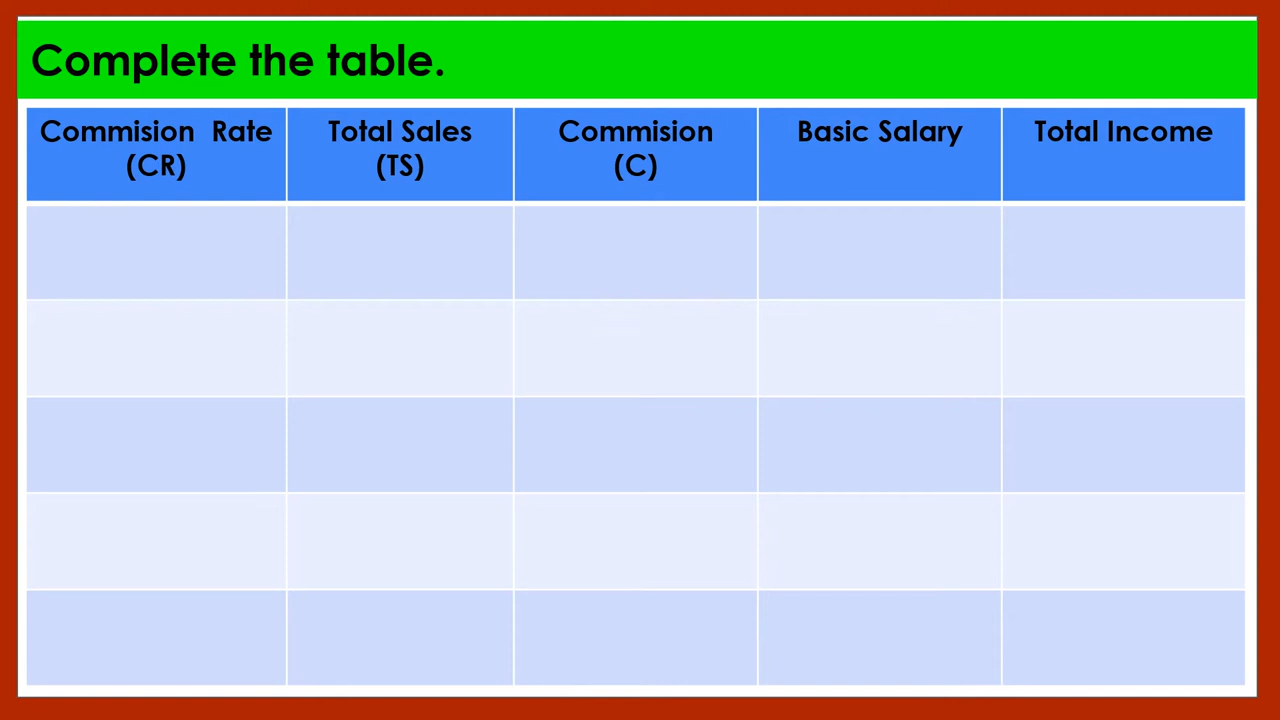 Complete the table.
Commision  Rate
(CR)
Total Sales
(TS)
Commision
(C)
Basic Salary
Total Income